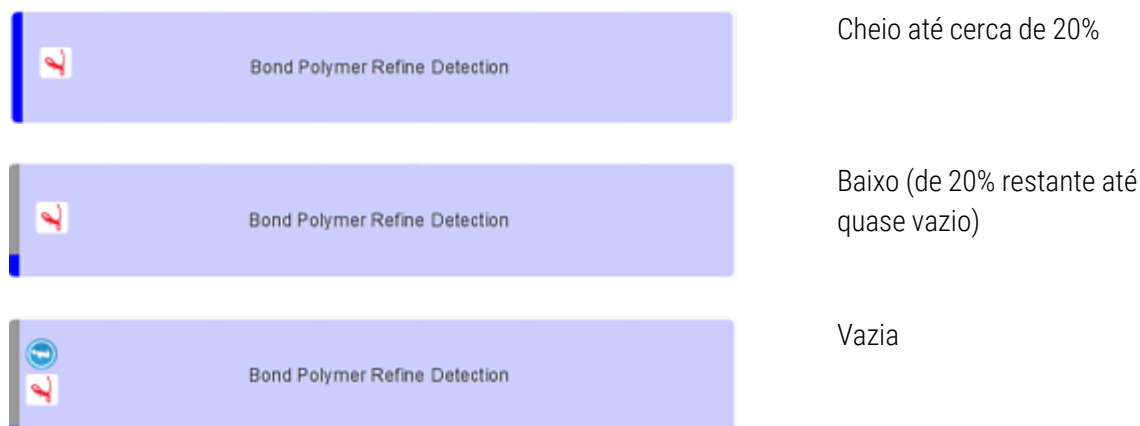 Bond Polymer Refine Detection
Cheio até cerca de 20%
Bond Polymer Refine Detection
Baixo (de 20% restante até
quase vazio)
Bond Polymer Refine Detection
Vazia